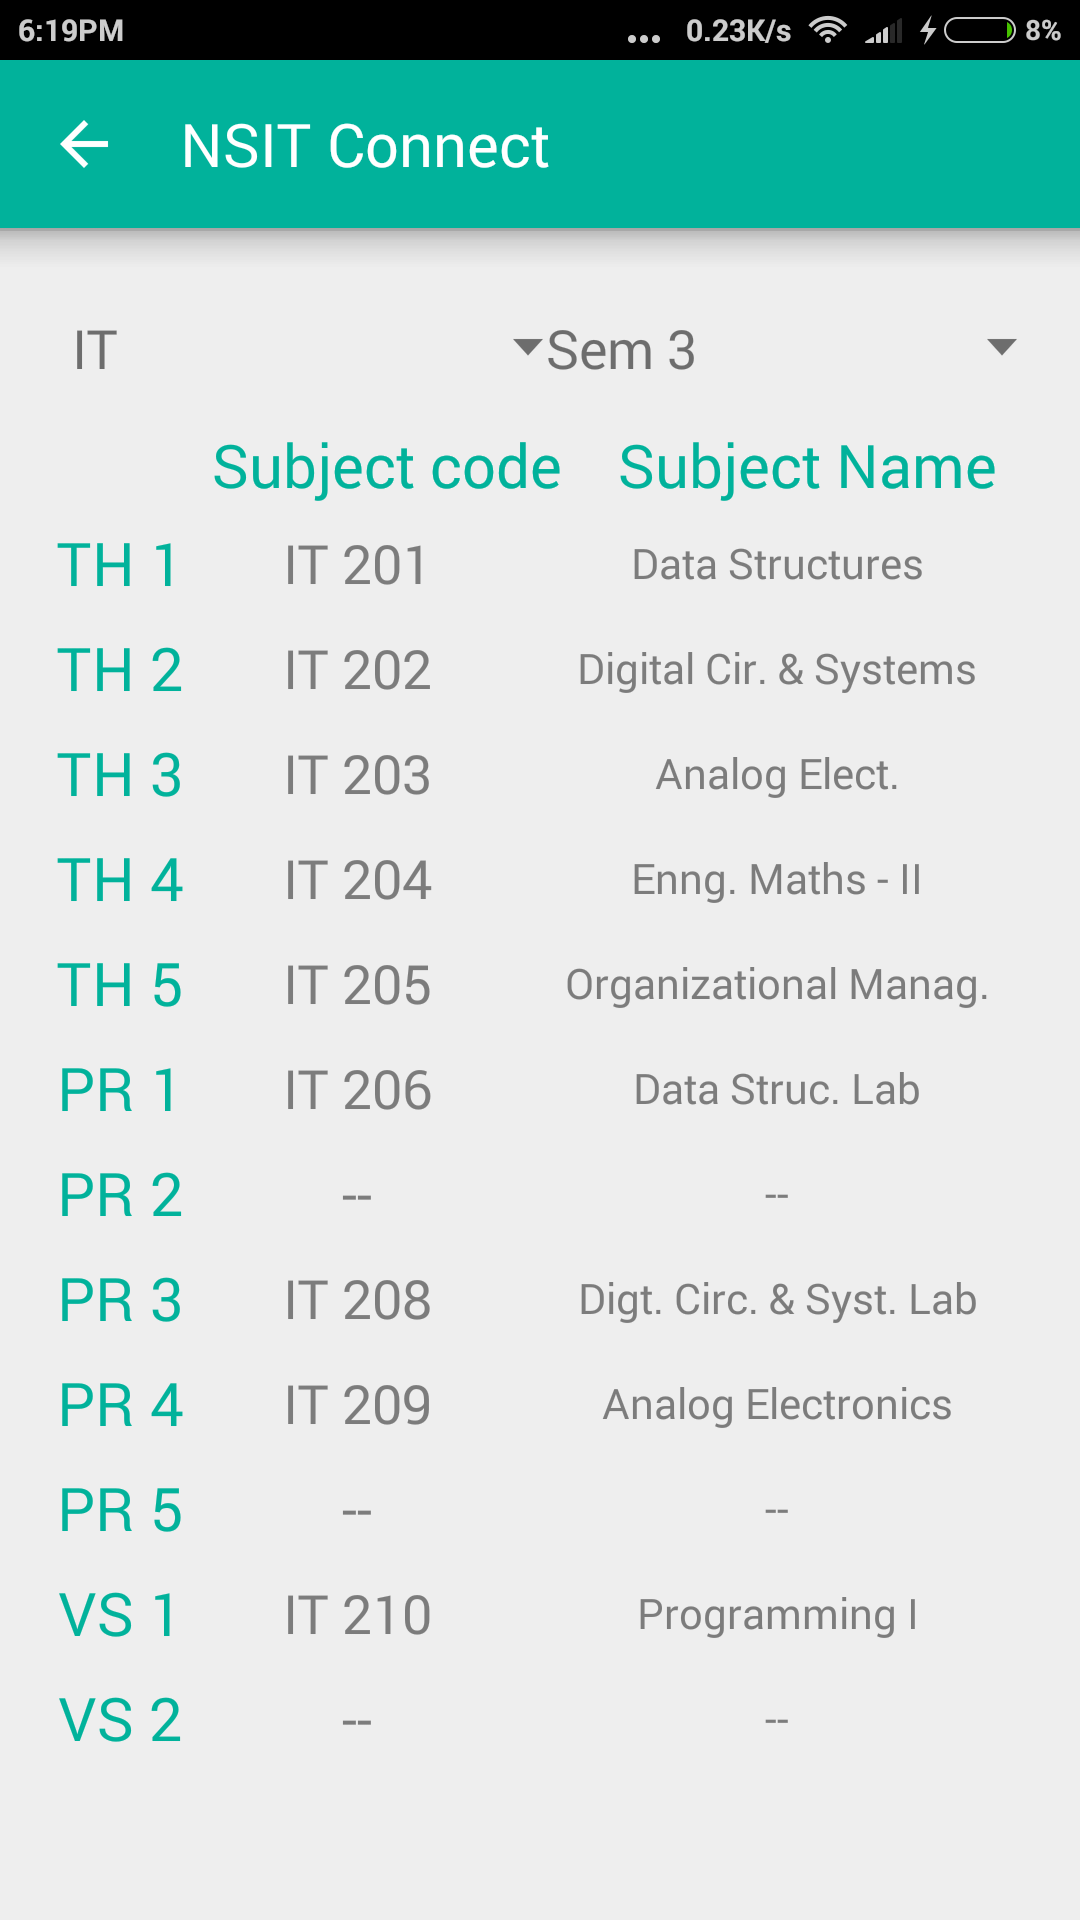 6:19PM ... 0.23K/s 8%
NSIT Connect
IT Sem 3
Subject code Subject Name
TH 1 IT 201 Data Structures
TH 2 IT 202 Digital Cir. & Systems
TH 3 IT 203 Analog Elect.
TH 4 IT 204 Enng. Maths - II
TH 5 IT 205 Organizational Manag.
PR 1 IT 206 Data Struc. Lab
PR 2 -- --
PR 3 IT 208 Digt. Circ. & Syst. Lab
PR 4 IT 209 Analog Electronics
PR 5 -- --
VS 1 IT 210 Programming I
VS 2 -- --